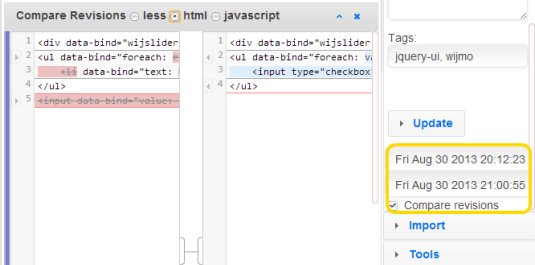 Compare Revisions less html javascript
1 <div data-bind="wijslider
2 <ul data-bind="foreach:
3 <li data-bind="text:
4 </ul>
5 <input data-bind="value:
1 <div data-bind="wijslider
2 <ul data-bind="foreach: va
3 <input type="checkbox"
4 </ul>
Tags:
jquery-ui, wijmo
Update
Fri Aug 30 2013 20:12:23
Fri Aug 30 2013 21:00:55
Compare revisions
Import
Tools